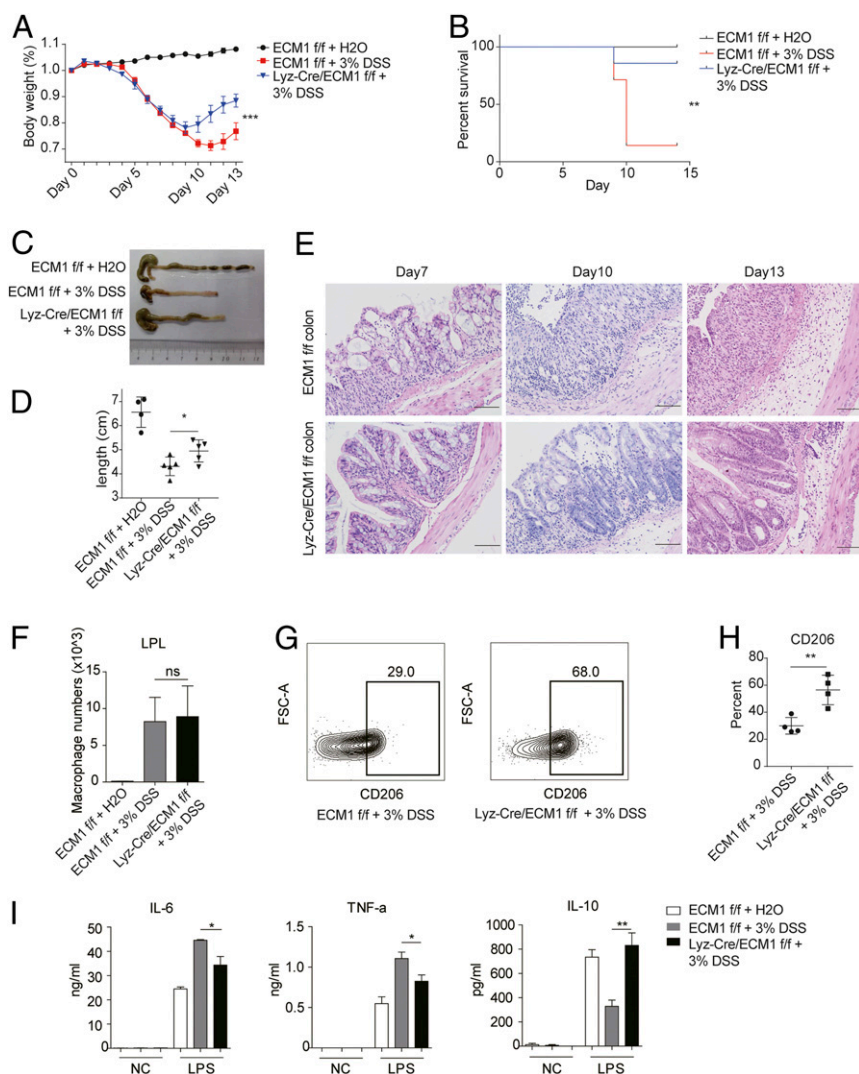 A
Body weight (%)
1.1
1.0
0.9
0.8
0.7
Day 0
Day 5
Day 10
Day 13
***
ECM1 f/f + H2O
ECM1 f/f + 3% DSS
Lyz-Cre/ECM1 f/f +
3% DSS
B
Percent survival
100
50
0
0
5
10
15
Day
**
ECM1 f/f + H2O
ECM1 f/f + 3% DSS
Lyz-Cre/ECM1 f/f +
3% DSS
C
ECM1 f/f + H2O
ECM1 f/f + 3% DSS
Lyz-Cre/ECM1 f/f
+ 3% DSS
D
length (cm)
7
6
5
4
3
*
ECM1 f/f + H2O
ECM1 f/f + 3% DSS
Lyz-Cre/ECM1 f/f
+ 3% DSS
E
Day7
Day10
Day13
ECM1 f/f colon
Lyz-Cre/ECM1 f/f colon
F
LPL
Macrophage numbers (x10^3)
15
10
5
0
ns
ECM1 f/f + H2O
ECM1 f/f + 3% DSS
Lyz-Cre/ECM1 f/f
+ 3% DSS
G
FSC-A
29.0
CD206
ECM1 f/f + 3% DSS
FSC-A
68.0
CD206
Lyz-Cre/ECM1 f/f + 3% DSS
H
CD206
Percent
80
60
40
20
0
**
ECM1 f/f + 3% DSS
Lyz-Cre/ECM1 f/f
+ 3% DSS
I
IL-6
ng/ml
50
40
30
20
10
0
*
NC
LPS
TNF-a
ng/ml
1.5
1.0
0.5
0
*
NC
LPS
IL-10
pg/ml
1000
800
600
400
200
0
**
NC
LPS
ECM1 f/f + H2O
ECM1 f/f + 3% DSS
Lyz-Cre/ECM1 f/f +
3% DSS